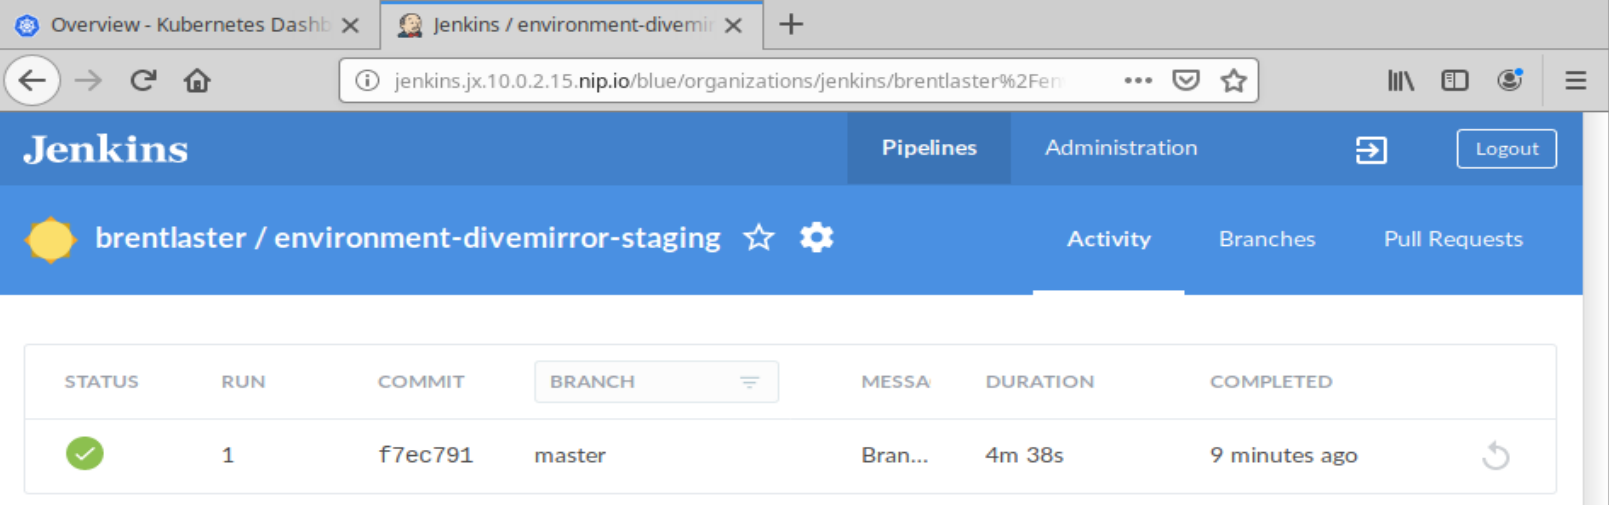 Overview - Kubernetes Dashb
Jenkins / environment-divemir
jenkins.jx.10.0.2.15.nip.io/blue/organizations/jenkins/brentlaster%2Fen
Jenkins Pipelines Administration Logout
brentlaster / environment-divemirror-staging Activity Branches Pull Requests
STATUS RUN COMMIT BRANCH MESSA DURATION COMPLETED
1 f7ec791 master Bran... 4m 38s 9 minutes ago